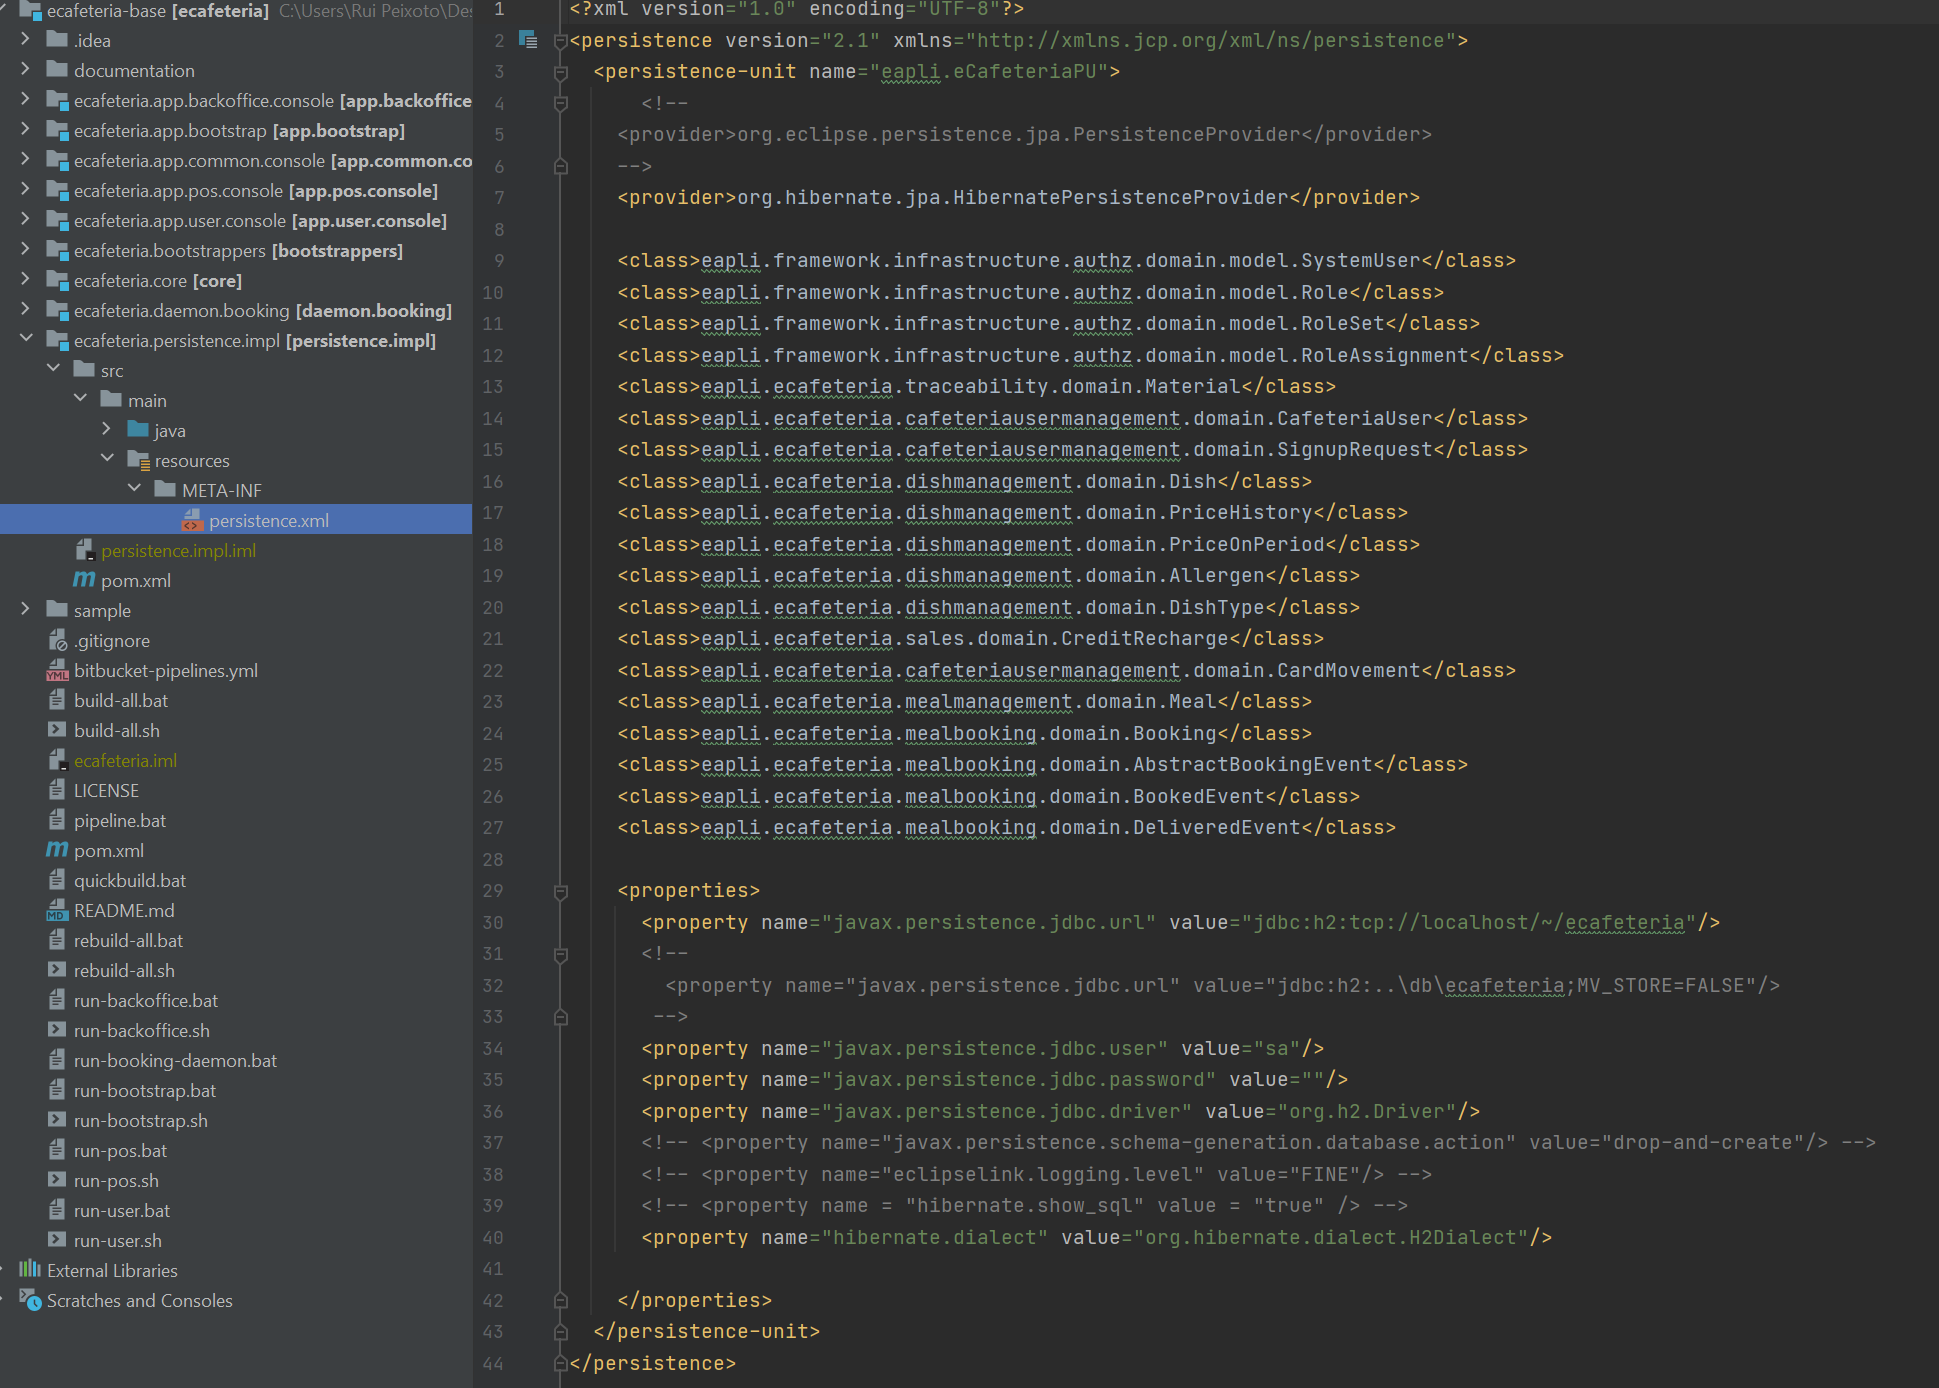 ecafeteria-base [ecafeteria] C:\Users\Rui Peixoto\De
.idea
documentation
ecafeteria.app.backoffice.console [app.backoffice
ecafeteria.app.bootstrap [app.bootstrap]
ecafeteria.app.common.console [app.common.co
ecafeteria.app.pos.console [app.pos.console]
ecafeteria.app.user.console [app.user.console]
ecafeteria.bootstrappers [bootstrappers]
ecafeteria.core [core]
ecafeteria.daemon.booking [daemon.booking]
ecafeteria.persistence.impl [persistence.impl]
src
main
java
resources
META-INF
persistence.xml
persistence.impl.iml
pom.xml
sample
.gitignore
bitbucket-pipelines.yml
build-all.bat
build-all.sh
ecafeteria.iml
LICENSE
pipeline.bat
pom.xml
quickbuild.bat
README.md
rebuild-all.bat
rebuild-all.sh
run-backoffice.bat
run-backoffice.sh
run-booking-daemon.bat
run-bootstrap.bat
run-bootstrap.sh
run-pos.bat
run-pos.sh
run-user.bat
run-user.sh
External Libraries
Scratches and Consoles
1 <?xml version="1.0" encoding="UTF-8"?>
2 <persistence version="2.1" xmlns="http://xmlns.jcp.org/xml/ns/persistence">
3 <persistence-unit name="eapli.eCafeteriaPU">
4 <!--
5 <provider>org.eclipse.persistence.jpa.PersistenceProvider</provider>
6 -->
7 <provider>org.hibernate.jpa.HibernatePersistenceProvider</provider>
8
9 <class>eapli.framework.infrastructure.authz.domain.model.SystemUser</class>
10 <class>eapli.framework.infrastructure.authz.domain.model.Role</class>
11 <class>eapli.framework.infrastructure.authz.domain.model.RoleSet</class>
12 <class>eapli.framework.infrastructure.authz.domain.model.RoleAssignment</class>
13 <class>eapli.ecafeteria.traceability.domain.Material</class>
14 <class>eapli.ecafeteria.cafeteriausermanagement.domain.CafeteriaUser</class>
15 <class>eapli.ecafeteria.cafeteriausermanagement.domain.SignupRequest</class>
16 <class>eapli.ecafeteria.dishmanagement.domain.Dish</class>
17 <class>eapli.ecafeteria.dishmanagement.domain.PriceHistory</class>
18 <class>eapli.ecafeteria.dishmanagement.domain.PriceOnPeriod</class>
19 <class>eapli.ecafeteria.dishmanagement.domain.Allergen</class>
20 <class>eapli.ecafeteria.dishmanagement.domain.DishType</class>
21 <class>eapli.ecafeteria.sales.domain.CreditRecharge</class>
22 <class>eapli.ecafeteria.cafeteriausermanagement.domain.CardMovement</class>
23 <class>eapli.ecafeteria.mealmanagement.domain.Meal</class>
24 <class>eapli.ecafeteria.mealbooking.domain.Booking</class>
25 <class>eapli.ecafeteria.mealbooking.domain.AbstractBookingEvent</class>
26 <class>eapli.ecafeteria.mealbooking.domain.BookedEvent</class>
27 <class>eapli.ecafeteria.mealbooking.domain.DeliveredEvent</class>
28
29 <properties>
30 <property name="javax.persistence.jdbc.url" value="jdbc:h2:tcp://localhost/~/ecafeteria"/>
31 <!--
32 <property name="javax.persistence.jdbc.url" value="jdbc:h2:..\db\ecafeteria;MV_STORE=FALSE"/>
33 -->
34 <property name="javax.persistence.jdbc.user" value="sa"/>
35 <property name="javax.persistence.jdbc.password" value=""/>
36 <property name="javax.persistence.jdbc.driver" value="org.h2.Driver"/>
37 <!-- <property name="javax.persistence.schema-generation.database.action" value="drop-and-create"/> -->
38 <!-- <property name="eclipselink.logging.level" value="FINE"/> -->
39 <!-- <property name = "hibernate.show_sql" value = "true" /> -->
40 <property name="hibernate.dialect" value="org.hibernate.dialect.H2Dialect"/>
41
42 </properties>
43 </persistence-unit>
44 </persistence>